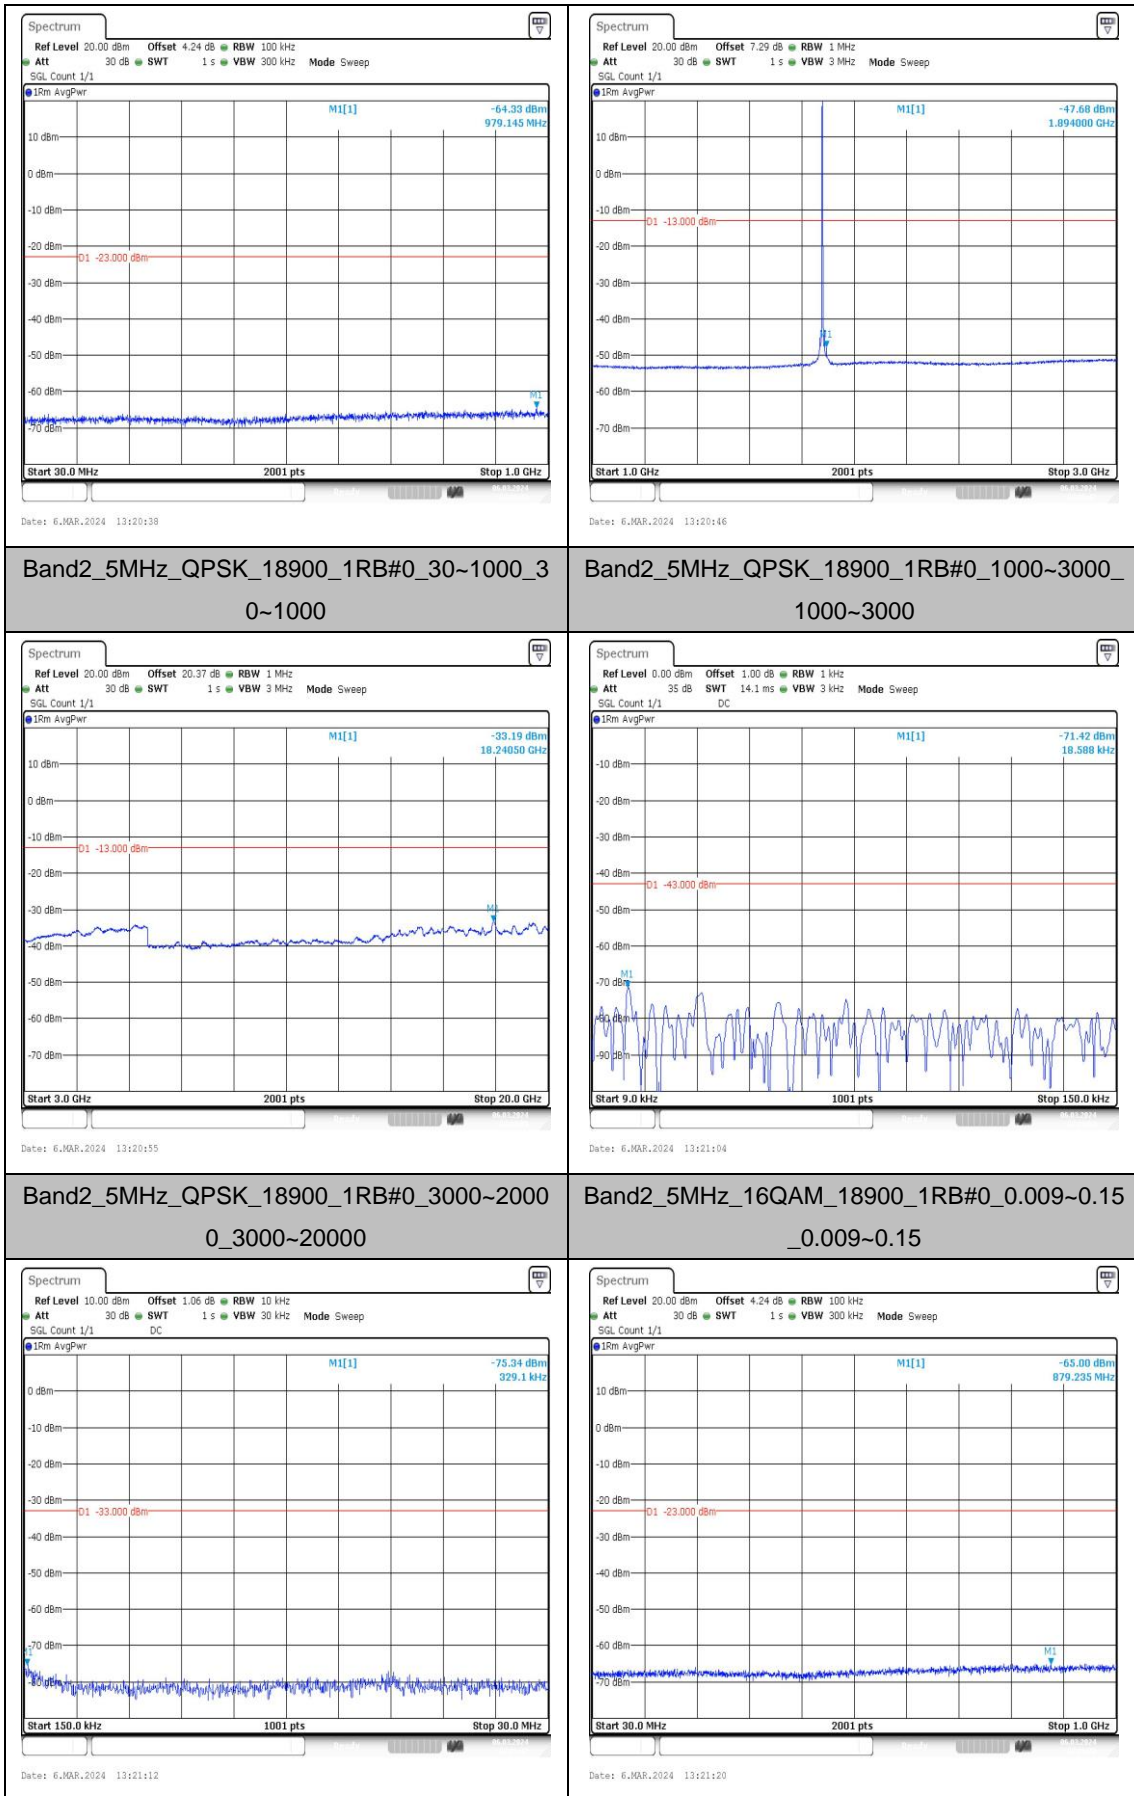 Spectrum
Ref Level 20.00 dBm Offset 4.24 dB RBW 100 kHz
Att 30 dB SWT 1 s VBW 300 kHz Mode Sweep
SGL Count 1/1
1Rm AvgPwr
M1[1] -64.33 dBm
979.145 MHz
10 dBm
0 dBm
-10 dBm
-20 dBm
D1 -23.000 dBm
-30 dBm
-40 dBm
-50 dBm
-60 dBm
M1
-70 dBm
Start 30.0 MHz 2001 pts Stop 1.0 GHz
Date: 6.MAR.2024 13:20:38
Spectrum
Ref Level 20.00 dBm Offset 7.29 dB RBW 1 MHz
Att 30 dB SWT 1 s VBW 3 MHz Mode Sweep
SGL Count 1/1
1Rm AvgPwr
M1[1] -47.68 dBm
1.894000 GHz
10 dBm
0 dBm
-10 dBm
D1 -13.000 dBm
-20 dBm
-30 dBm
-40 dBm
M1
-50 dBm
-60 dBm
-70 dBm
Start 1.0 GHz 2001 pts Stop 3.0 GHz
Date: 6.MAR.2024 13:20:46
Band2_5MHz_QPSK_18900_1RB#0_30~1000_3
0~1000
Band2_5MHz_QPSK_18900_1RB#0_1000~3000_
1000~3000
Spectrum
Ref Level 20.00 dBm Offset 20.37 dB RBW 1 MHz
Att 30 dB SWT 1 s VBW 3 MHz Mode Sweep
SGL Count 1/1
1Rm AvgPwr
M1[1] -33.19 dBm
18.24050 GHz
10 dBm
0 dBm
-10 dBm
D1 -13.000 dBm
-20 dBm
-30 dBm
M1
-40 dBm
-50 dBm
-60 dBm
-70 dBm
Start 3.0 GHz 2001 pts Stop 20.0 GHz
Date: 6.MAR.2024 13:20:55
Spectrum
Ref Level 0.00 dBm Offset 1.00 dB RBW 1 kHz
Att 35 dB SWT 14.1 ms VBW 3 kHz Mode Sweep
SGL Count 1/1 DC
1Rm AvgPwr
M1[1] -71.42 dBm
18.588 kHz
-10 dBm
-20 dBm
-30 dBm
-40 dBm
D1 -43.000 dBm
-50 dBm
-60 dBm
M1
-70 dBm
-80 dBm
-90 dBm
Start 9.0 kHz 1001 pts Stop 150.0 kHz
Date: 6.MAR.2024 13:21:04
Band2_5MHz_QPSK_18900_1RB#0_3000~2000
0_3000~20000
Band2_5MHz_16QAM_18900_1RB#0_0.009~0.15
_0.009~0.15
Spectrum
Ref Level 10.00 dBm Offset 1.06 dB RBW 10 kHz
Att 30 dB SWT 1 s VBW 30 kHz Mode Sweep
SGL Count 1/1 DC
1Rm AvgPwr
M1[1] -75.34 dBm
329.1 kHz
0 dBm
-10 dBm
-20 dBm
-30 dBm
D1 -33.000 dBm
-40 dBm
-50 dBm
-60 dBm
-70 dBm
M1
-80 dBm
Start 150.0 kHz 1001 pts Stop 30.0 MHz
Date: 6.MAR.2024 13:21:12
Spectrum
Ref Level 20.00 dBm Offset 4.24 dB RBW 100 kHz
Att 30 dB SWT 1 s VBW 300 kHz Mode Sweep
SGL Count 1/1
1Rm AvgPwr
M1[1] -65.00 dBm
879.235 MHz
10 dBm
0 dBm
-10 dBm
-20 dBm
D1 -23.000 dBm
-30 dBm
-40 dBm
-50 dBm
-60 dBm
M1
-70 dBm
Start 30.0 MHz 2001 pts Stop 1.0 GHz
Date: 6.MAR.2024 13:21:20